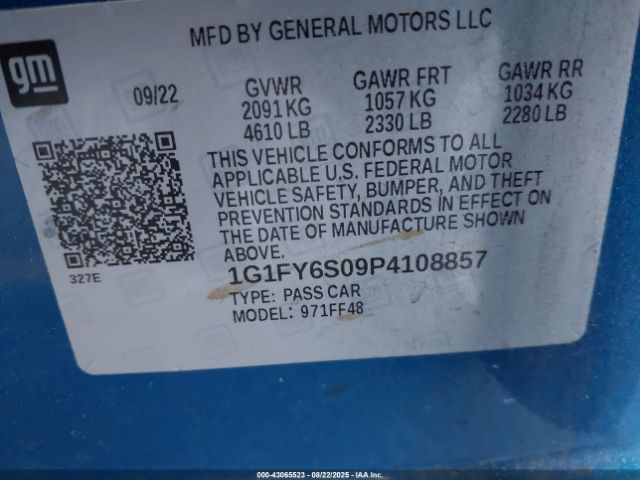 MFD BY GENERAL MOTORS LLC
gm
09/22
GVWR
2091 KG
4610 LB
GAWR FRT
1057 KG
2330 LB
GAWR RR
1034 KG
2280 LB
THIS VEHICLE CONFORMS TO ALL
APPLICABLE U.S. FEDERAL MOTOR
VEHICLE SAFETY, BUMPER, AND THEFT
PREVENTION STANDARDS IN EFFECT ON
THE DATE OF MANUFACTURE SHOWN
ABOVE.
327E
1G1FY6S09P4108857
TYPE: PASS CAR
MODEL: 971FF48
000-43065523 - 08/22/2025 - IAAI.COM